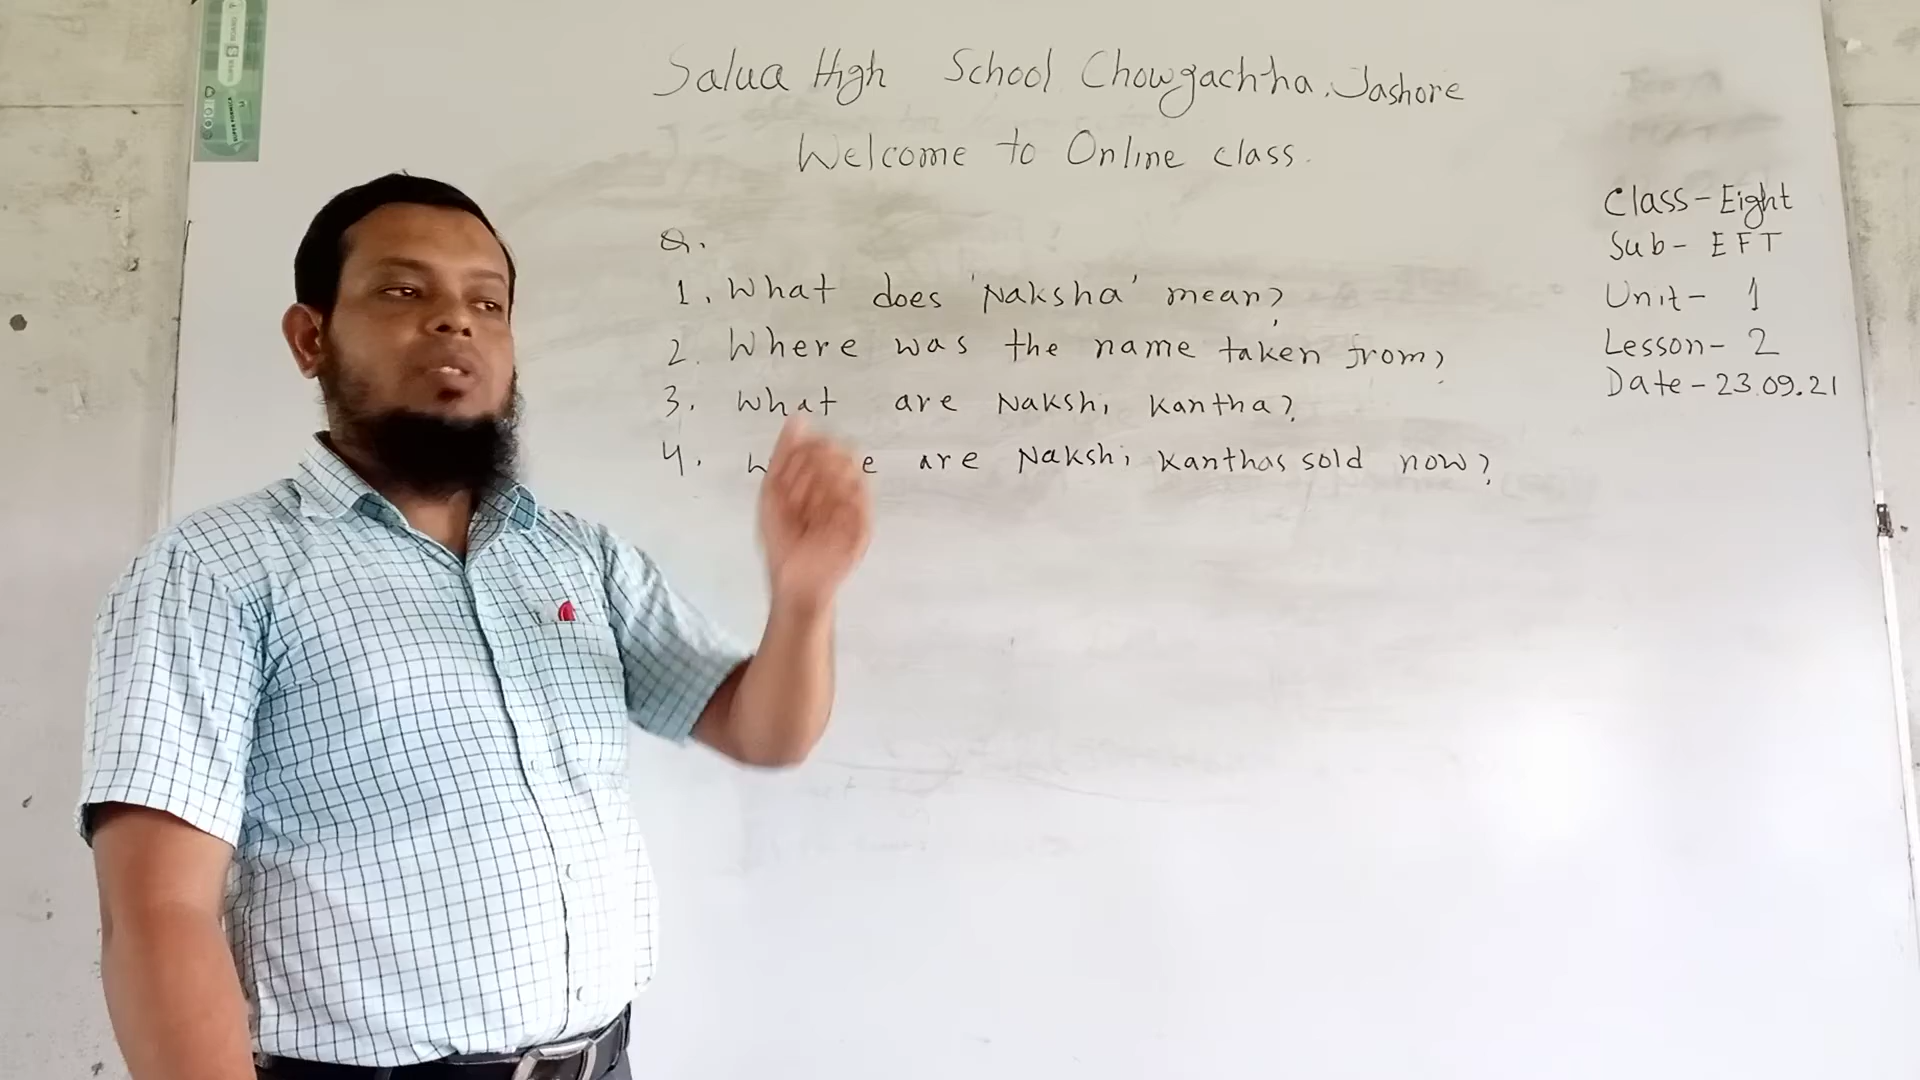 Salua High School Chowgachha, Jashore
Welcome to Online class.
Q.
1. What does 'Naksha' mean?
2. Where was the name taken from?
3. What are Nakshi Kantha?
4. are Nakshi Kanthas sold now?
Class - Eight
Sub - EFT
Unit - 1
Lesson - 2
Date - 23.09.21